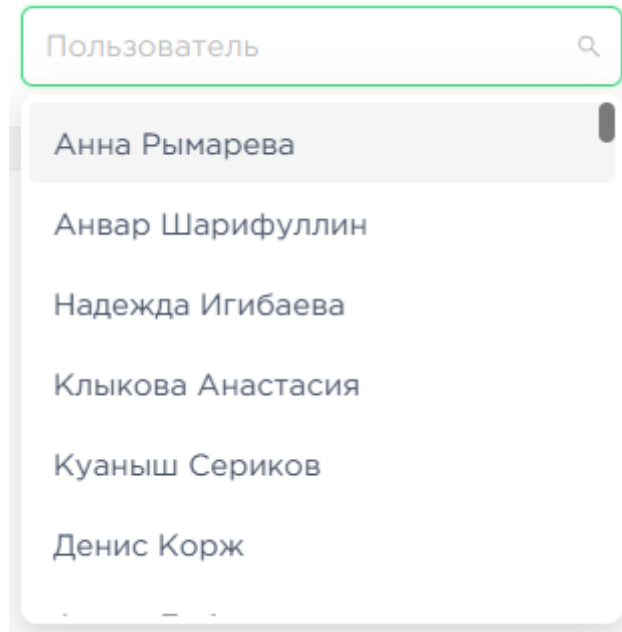 Пользователь
Анна Рымарева
Анвар Шарифуллин
Надежда Игибаева
Клыкова Анастасия
Куаныш Сериков
Денис Корж